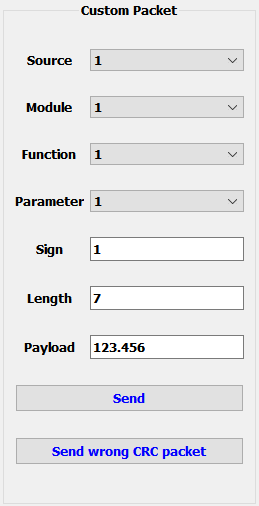 Custom Packet
Source 1
Module 1
Function 1
Parameter 1
Sign 1
Length 7
Payload 123.456
Send
Send wrong CRC packet